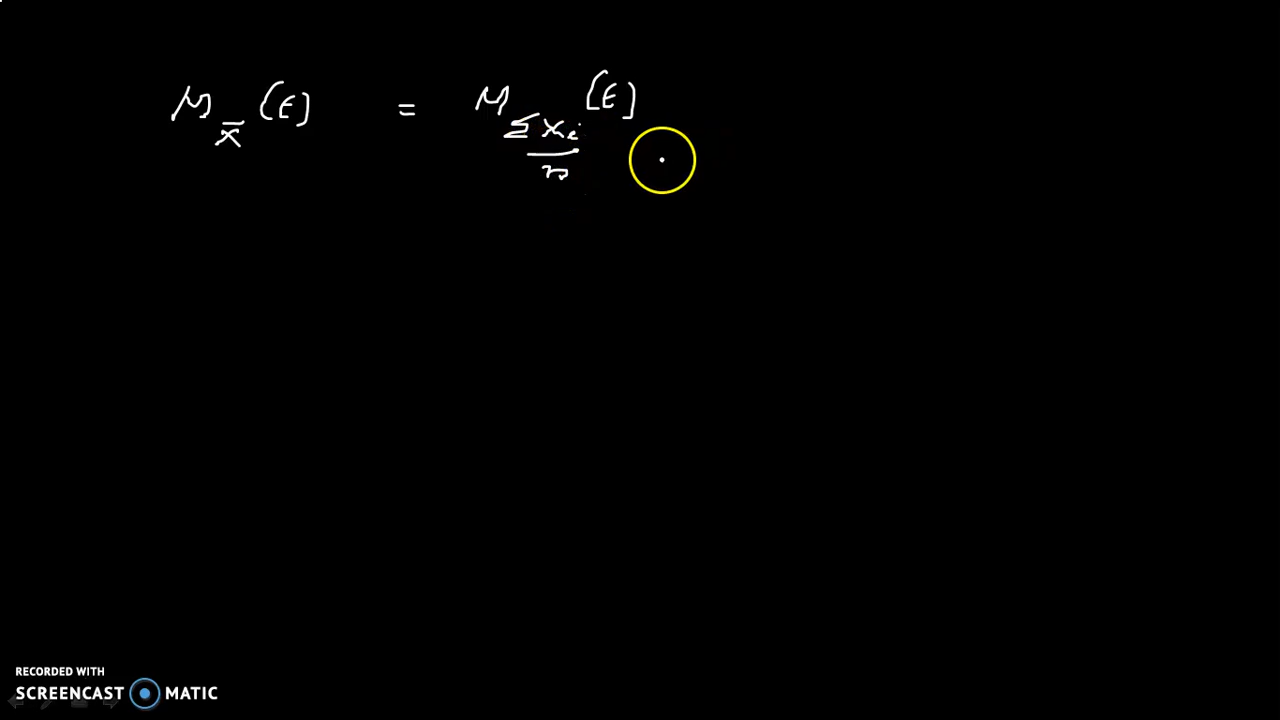 M_x̄ (t) = M_{Σxᵢ/n} (t)
RECORDED WITH
SCREENCAST MATIC